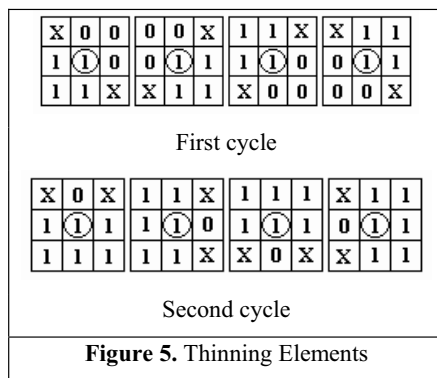 X 0 0 0 0 X 1 1 X X 1 1
1 1 0 0 1 1 1 1 0 0 1 1
1 1 X X 1 1 X 0 0 0 0 X
First cycle
X 0 X 1 1 X 1 1 1 X 1 1
1 1 1 1 1 0 1 1 1 0 1 1
1 1 1 1 1 X X 0 X X 1 1
Second cycle
Figure 5. Thinning Elements